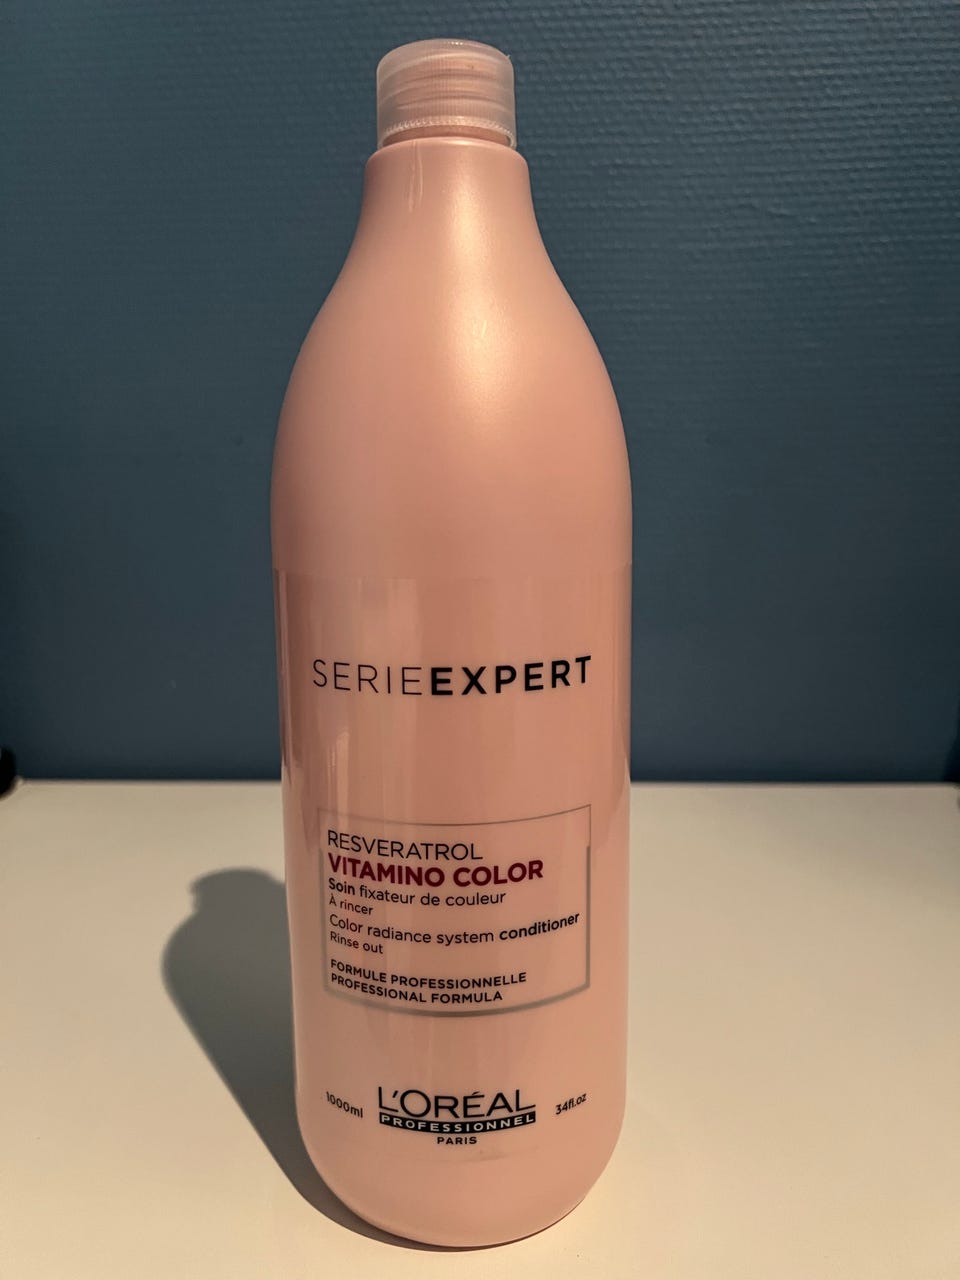 SERIEEXPERT
RESVERATROL
VITAMINO COLOR
Soin fixateur de couleur
À rincer
Color radiance system conditioner
Rinse out
FORMULE PROFESSIONNELLE
PROFESSIONAL FORMULA
1000ml
L'ORÉAL
PROFESSIONNEL
PARIS
34fl.oz